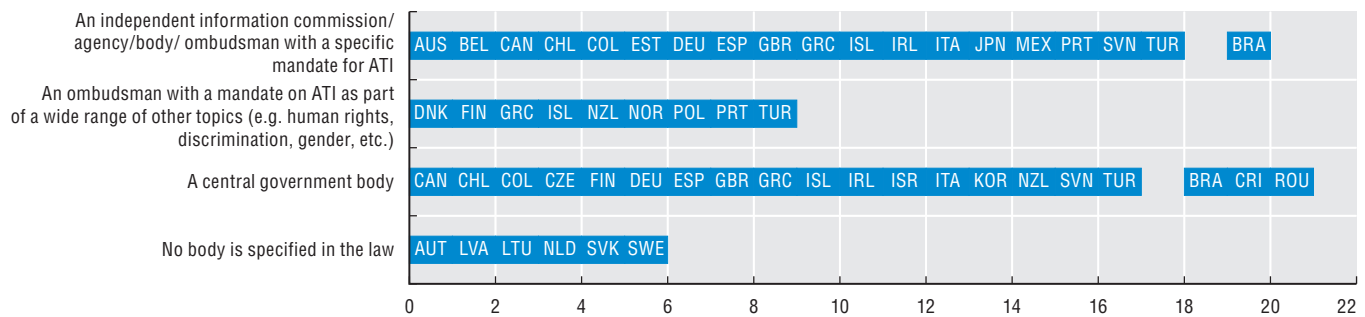 An independent information commission/
agency/body/ ombudsman with a specific
mandate for ATI
AUS BEL CAN CHL COL EST DEU ESP GBR GRC ISL IRL ITA JPN MEX PRT SVN TUR BRA
An ombudsman with a mandate on ATI as part
of a wide range of other topics (e.g. human rights,
discrimination, gender, etc.)
DNK FIN GRC ISL NZL NOR POL PRT TUR
A central government body
CAN CHL COL CZE FIN DEU ESP GBR GRC ISL IRL ISR ITA KOR NZL SVN TUR BRA CRI ROU
No body is specified in the law
AUT LVA LTU NLD SVK SWE
0 2 4 6 8 10 12 14 16 18 20 22